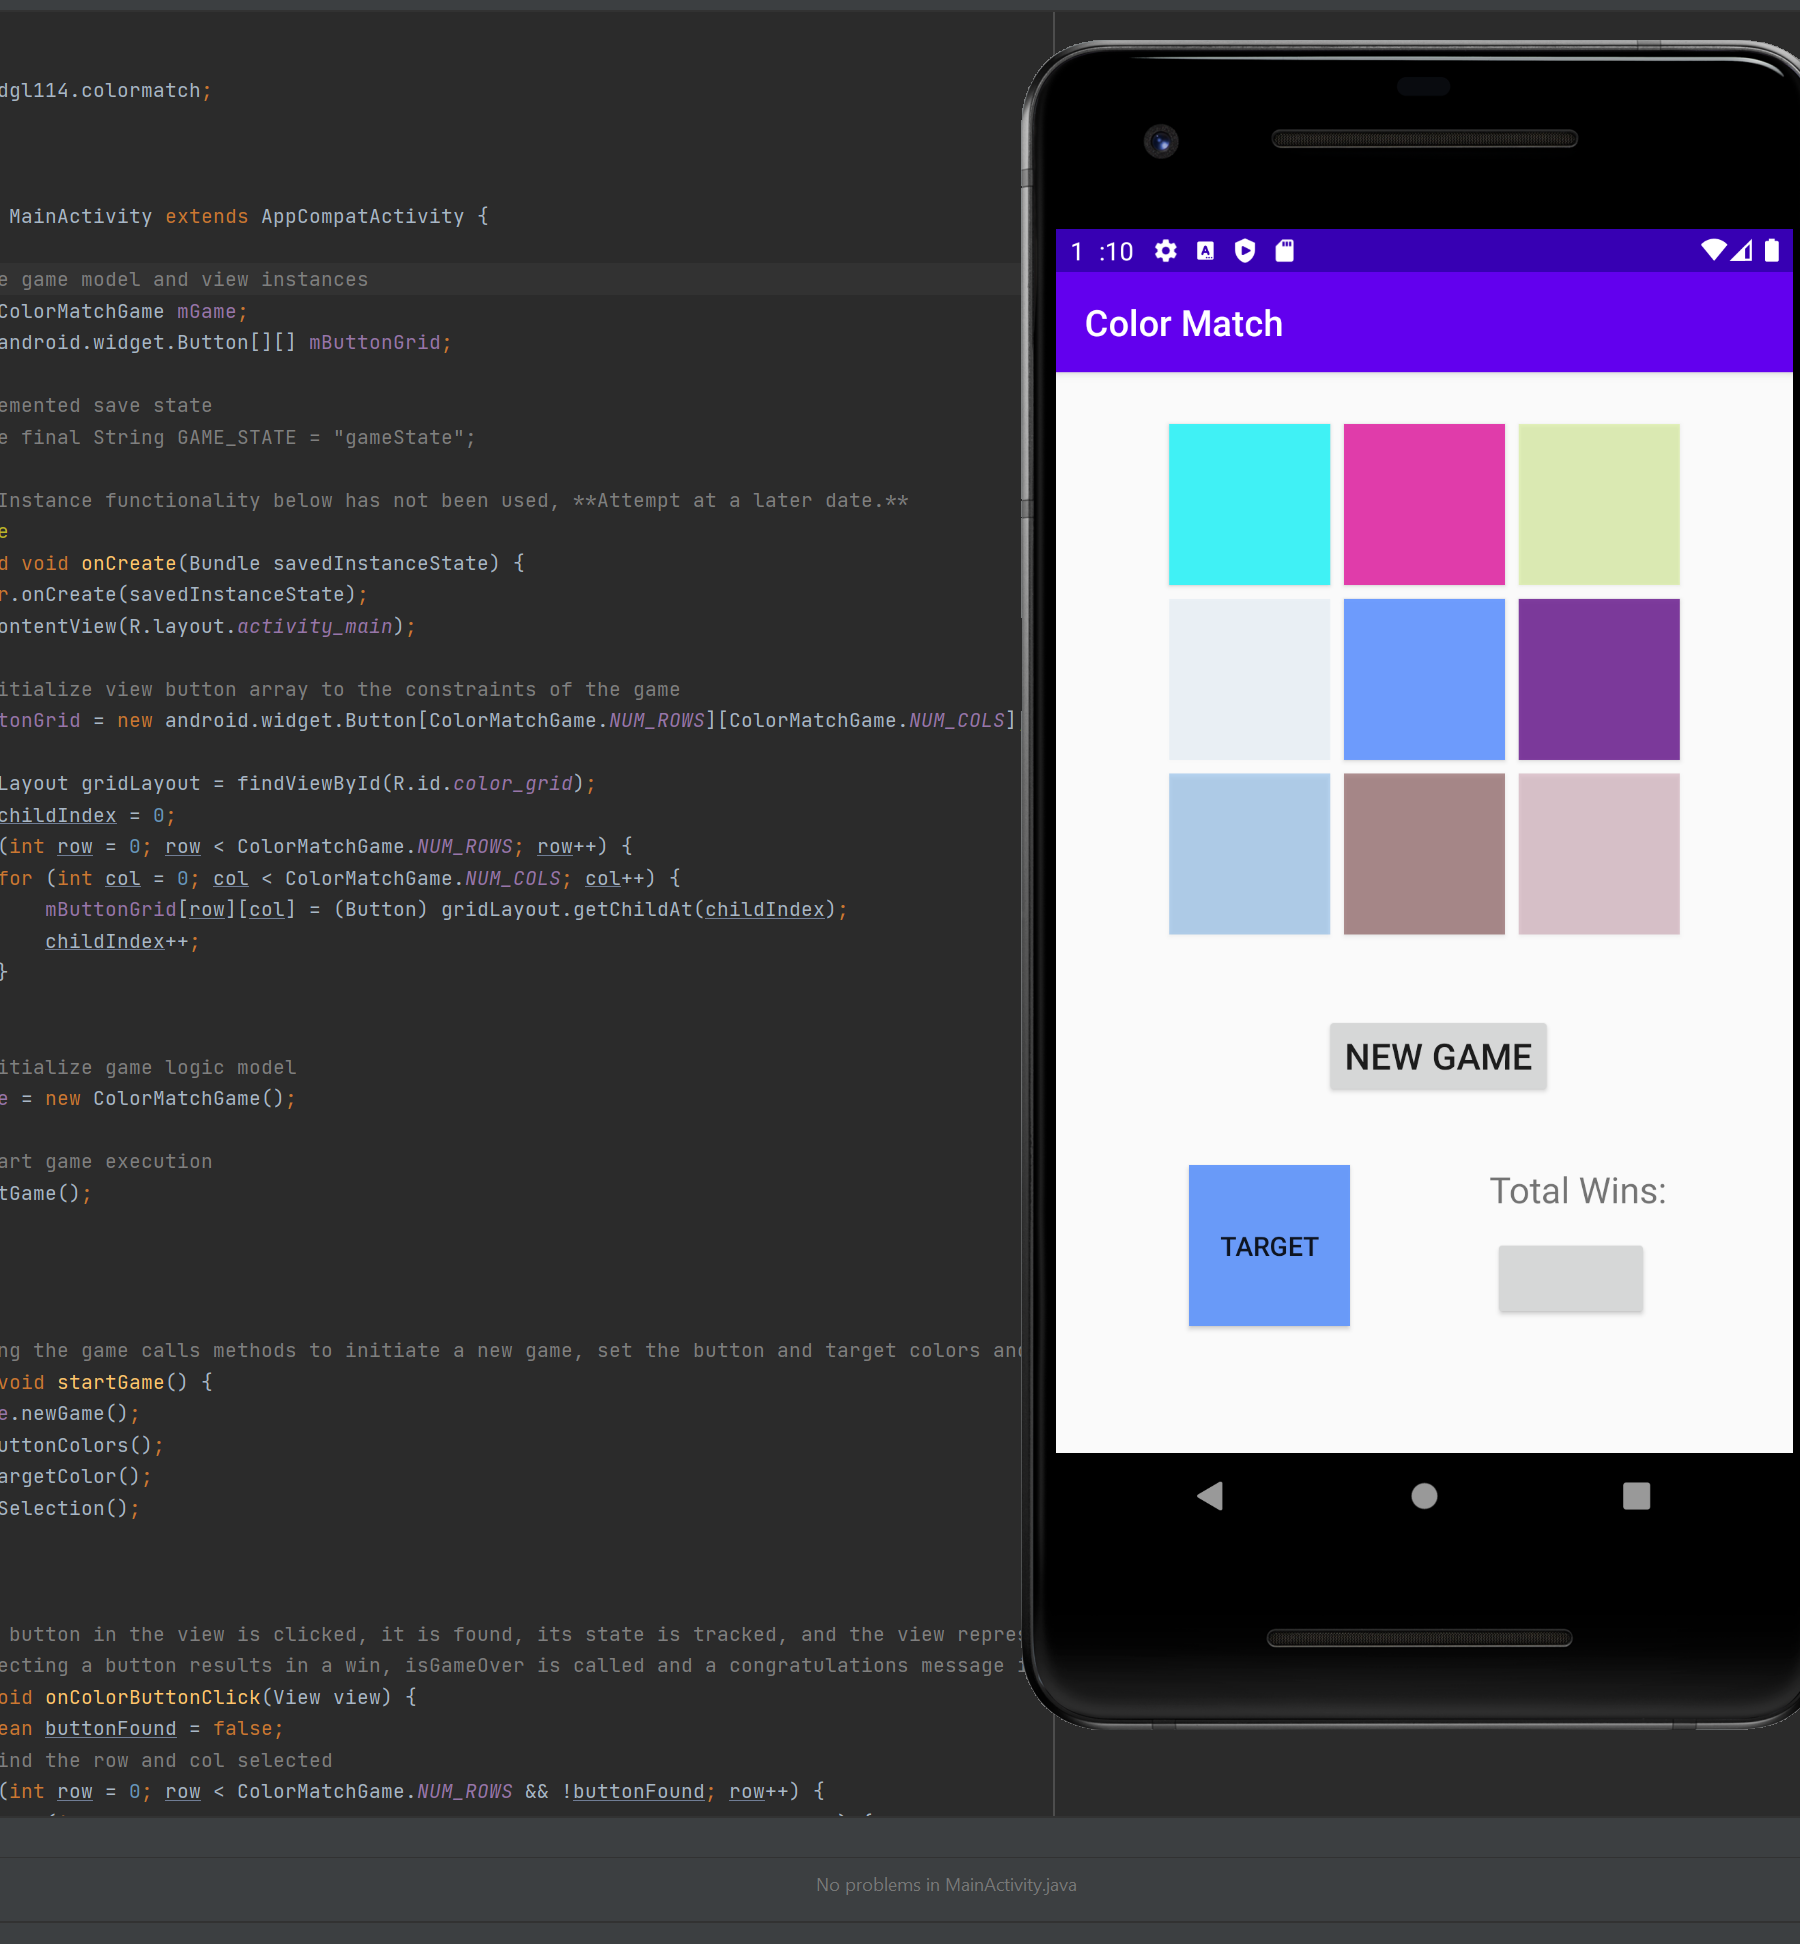 dgl114.colormatch;
MainActivity extends AppCompatActivity {
e game model and view instances
ColorMatchGame mGame;
android.widget.Button[][] mButtonGrid;
emented save state
e final String GAME_STATE = "gameState";
Instance functionality below has not been used, **Attempt at a later date.**
e
d void onCreate(Bundle savedInstanceState) {
r.onCreate(savedInstanceState);
ontentView(R.layout.activity_main);
itialize view button array to the constraints of the game
tonGrid = new android.widget.Button[ColorMatchGame.NUM_ROWS][ColorMatchGame.NUM_COLS]
Layout gridLayout = findViewById(R.id.color_grid);
childIndex = 0;
(int row = 0; row < ColorMatchGame.NUM_ROWS; row++) {
for (int col = 0; col < ColorMatchGame.NUM_COLS; col++) {
mButtonGrid[row][col] = (Button) gridLayout.getChildAt(childIndex);
childIndex++;
}
itialize game logic model
e = new ColorMatchGame();
art game execution
tGame();
ng the game calls methods to initiate a new game, set the button and target colors an
void startGame() {
e.newGame();
uttonColors();
argetColor();
Selection();
button in the view is clicked, it is found, its state is tracked, and the view repre
ecting a button results in a win, isGameOver is called and a congratulations message i
oid onColorButtonClick(View view) {
ean buttonFound = false;
ind the row and col selected
(int row = 0; row < ColorMatchGame.NUM_ROWS && !buttonFound; row++) {
No problems in MainActivity.java
1 :10
Color Match
NEW GAME
TARGET
Total Wins: